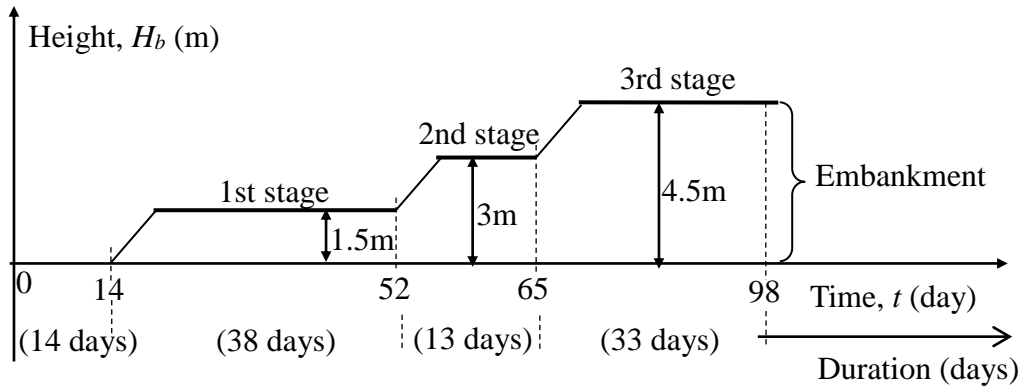 Height, Hb (m)
3rd stage
2nd stage
1st stage
4.5m
Embankment
3m
1.5m
0 14 52 65 98 Time, t (day)
(14 days) (38 days) (13 days) (33 days)
Duration (days)